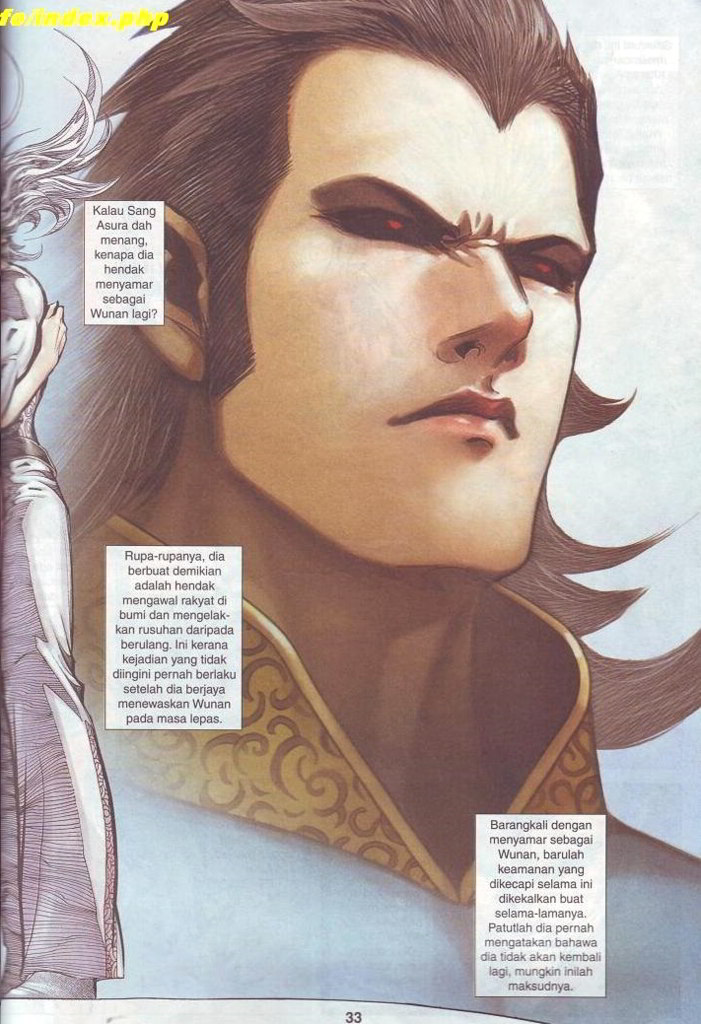 fo/index.php
Kalau Sang
Asura dah
menang,
kenapa dia
hendak
menyamar
sebagai
Wunan lagi?
Rupa-rupanya, dia
berbuat demikian
adalah hendak
mengawal rakyat di
bumi dan mengelak-
kan rusuhan daripada
berulang. Ini kerana
kejadian yang tidak
diingini pernah berlaku
setelah dia berjaya
menewaskan Wunan
pada masa lepas.
Barangkali dengan
menyamar sebagai
Wunan, barulah
keamanan yang
dikecapi selama ini
dikekalkan buat
selama-lamanya.
Patutlah dia pernah
mengatakan bahawa
dia tidak akan kembali
lagi, mungkin inilah
maksudnya.
33